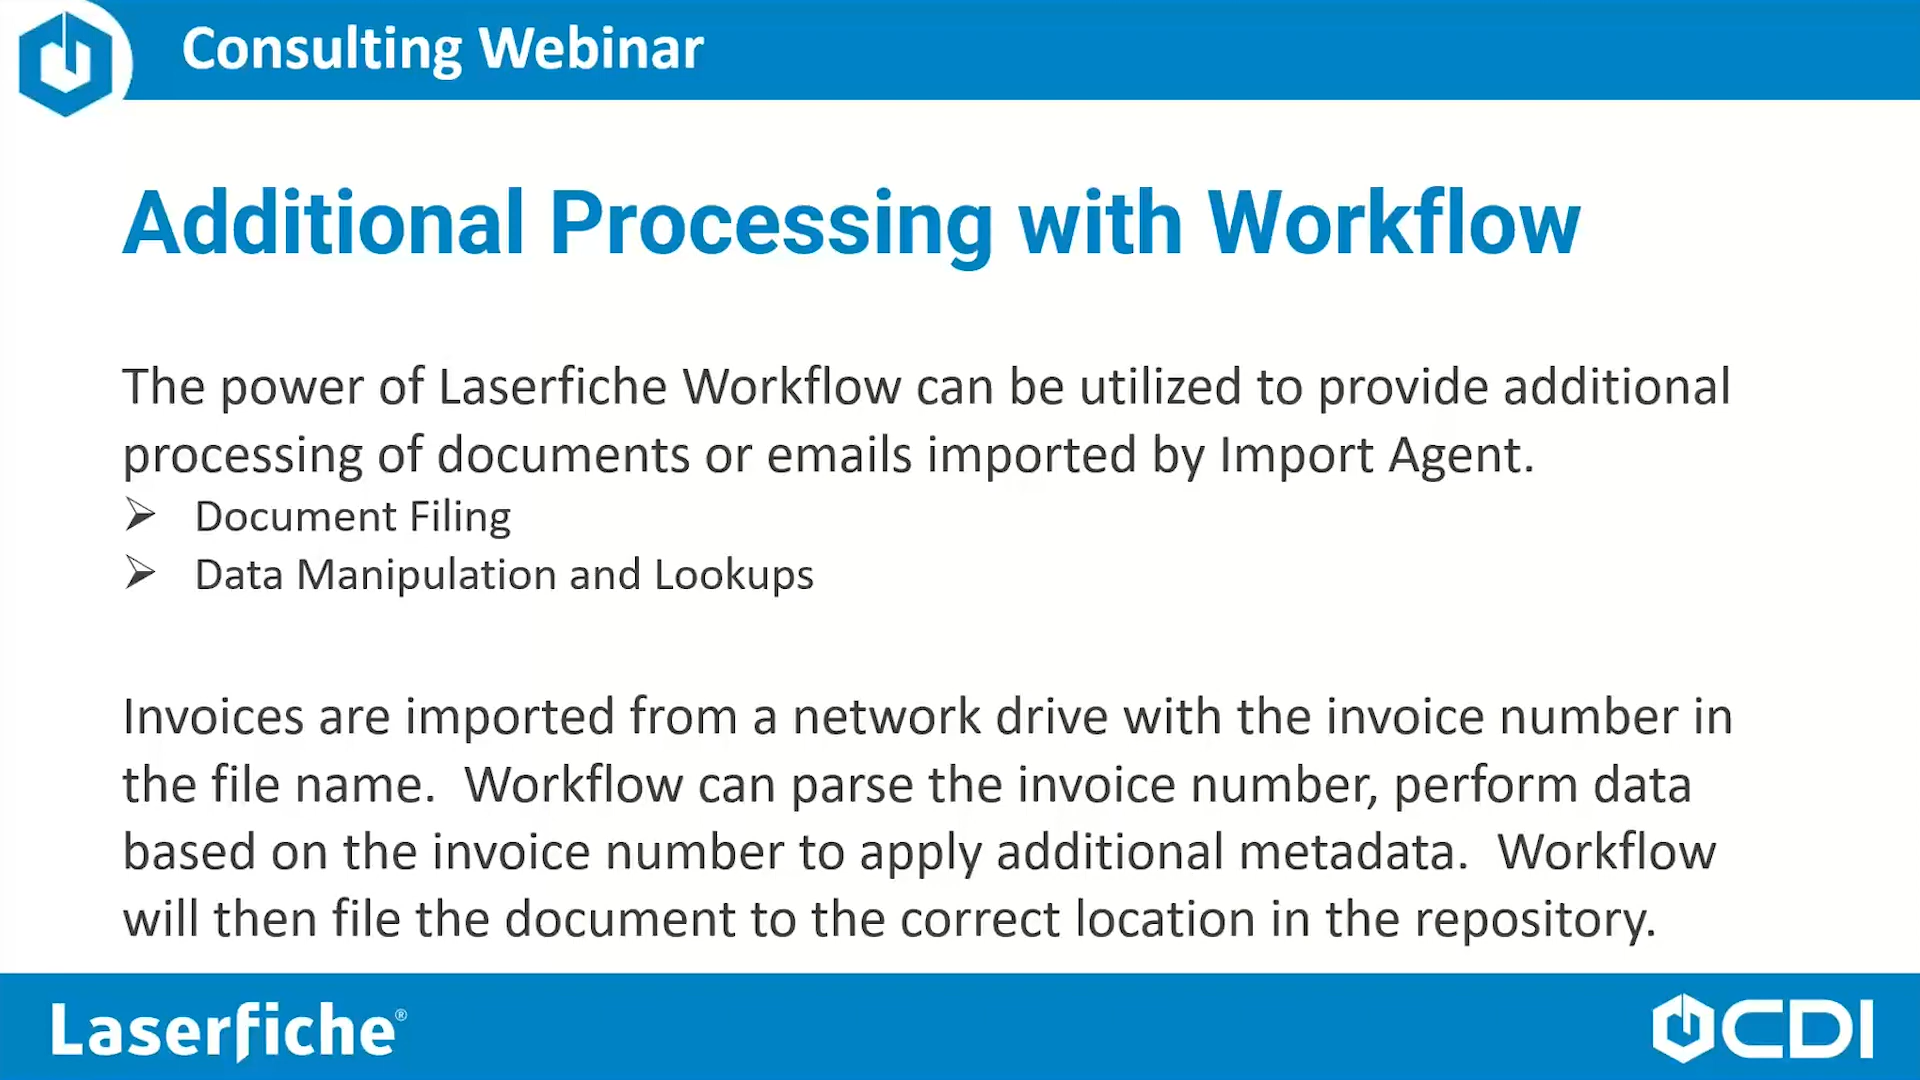 Consulting Webinar
Additional Processing with Workflow
The power of Laserfiche Workflow can be utilized to provide additional
processing of documents or emails imported by Import Agent.
➢ Document Filing
➢ Data Manipulation and Lookups
Invoices are imported from a network drive with the invoice number in
the file name.  Workflow can parse the invoice number, perform data
based on the invoice number to apply additional metadata.  Workflow
will then file the document to the correct location in the repository.
Laserfiche®
CDI